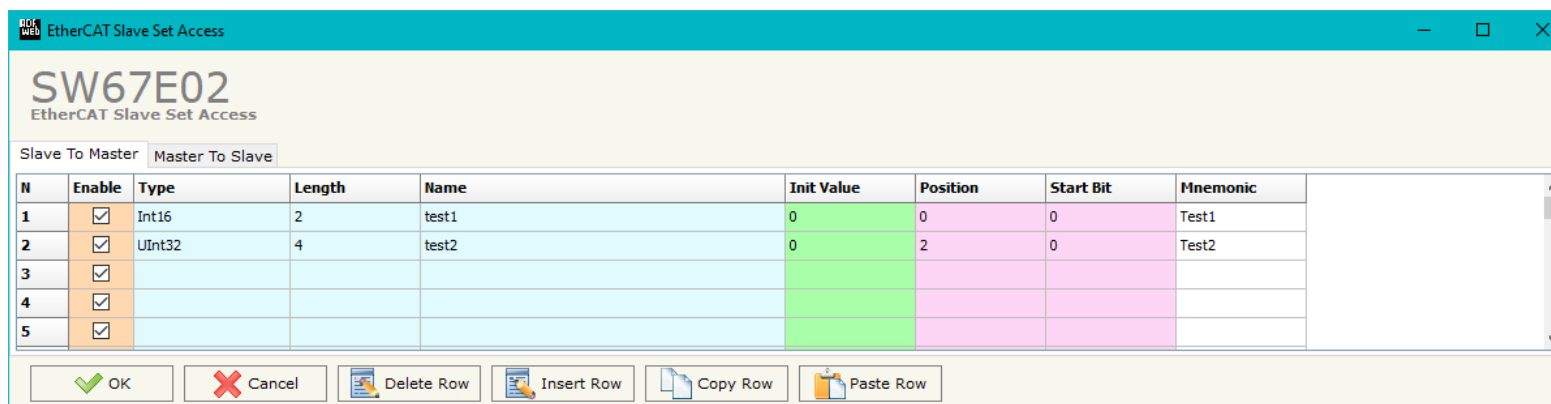 ADF WEB EtherCAT Slave Set Access
SW67E02
EtherCAT Slave Set Access
Slave To Master Master To Slave
N Enable Type Length Name Init Value Position Start Bit Mnemonic
1 Int16 2 test1 0 0 0 Test1
2 UInt32 4 test2 0 2 0 Test2
3
4
5
OK Cancel Delete Row Insert Row Copy Row Paste Row